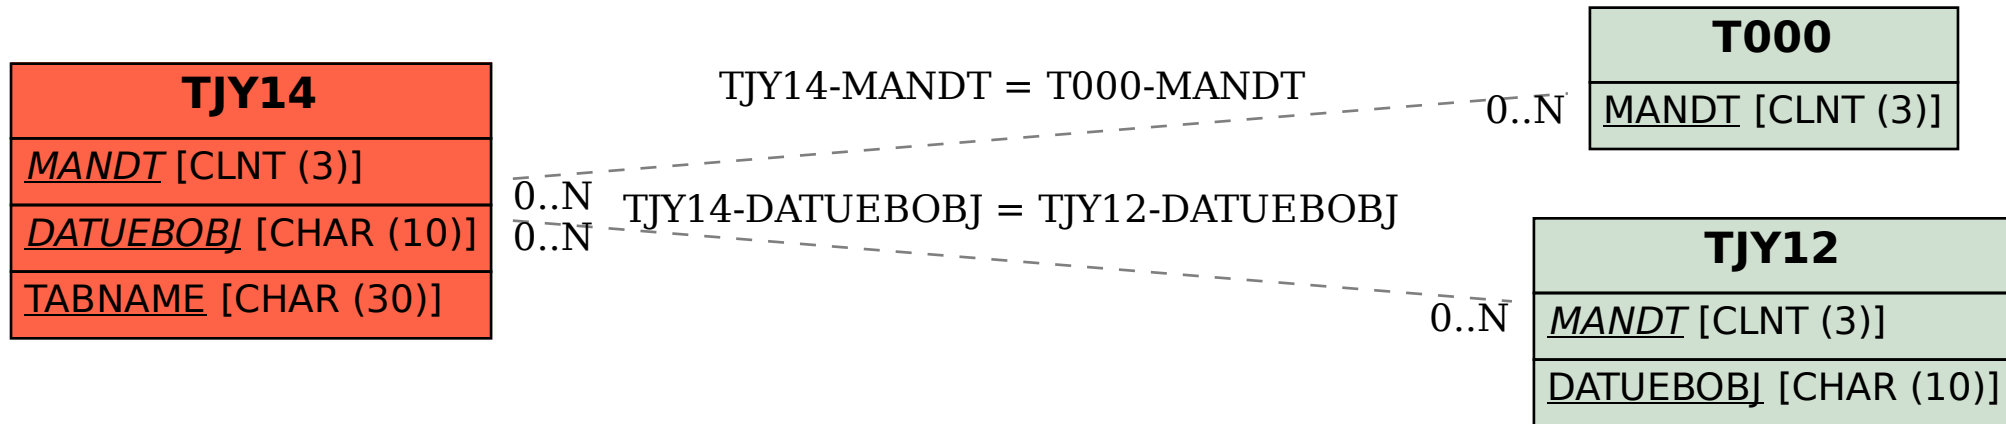 TJY14
MANDT [CLNT (3)]
DATUEBOBJ [CHAR (10)]
TABNAME [CHAR (30)]
TJY14-MANDT = T000-MANDT
0..N
0..N
TJY14-DATUEBOBJ = TJY12-DATUEBOBJ
0..N
0..N
T000
MANDT [CLNT (3)]
TJY12
MANDT [CLNT (3)]
DATUEBOBJ [CHAR (10)]